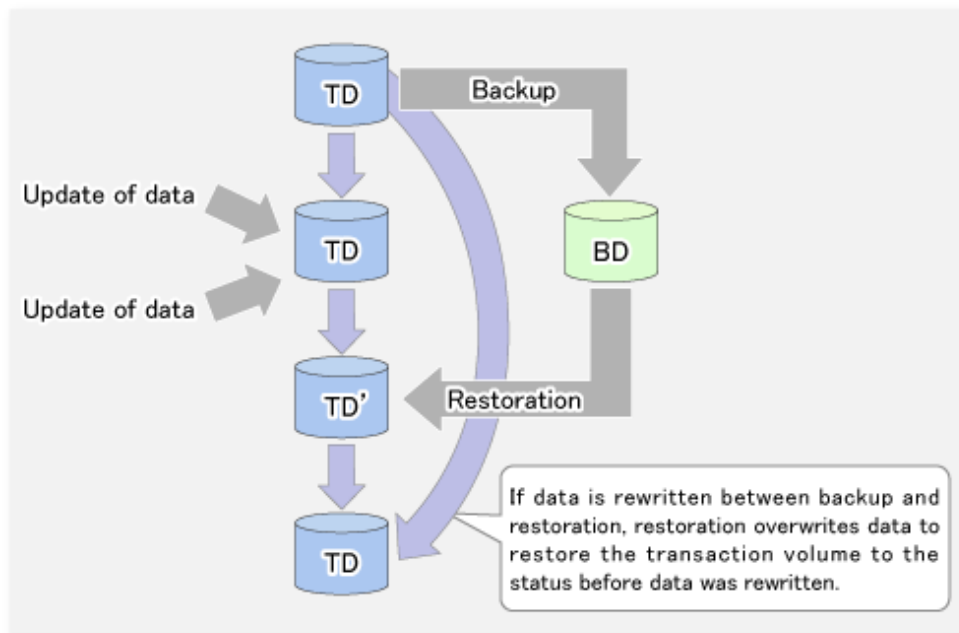 TD
Backup
Update of data
TD
BD
Update of data
TD’
Restoration
If data is rewritten between backup and
restoration, restoration overwrites data to
restore the transaction volume to the
status before data was rewritten.
TD